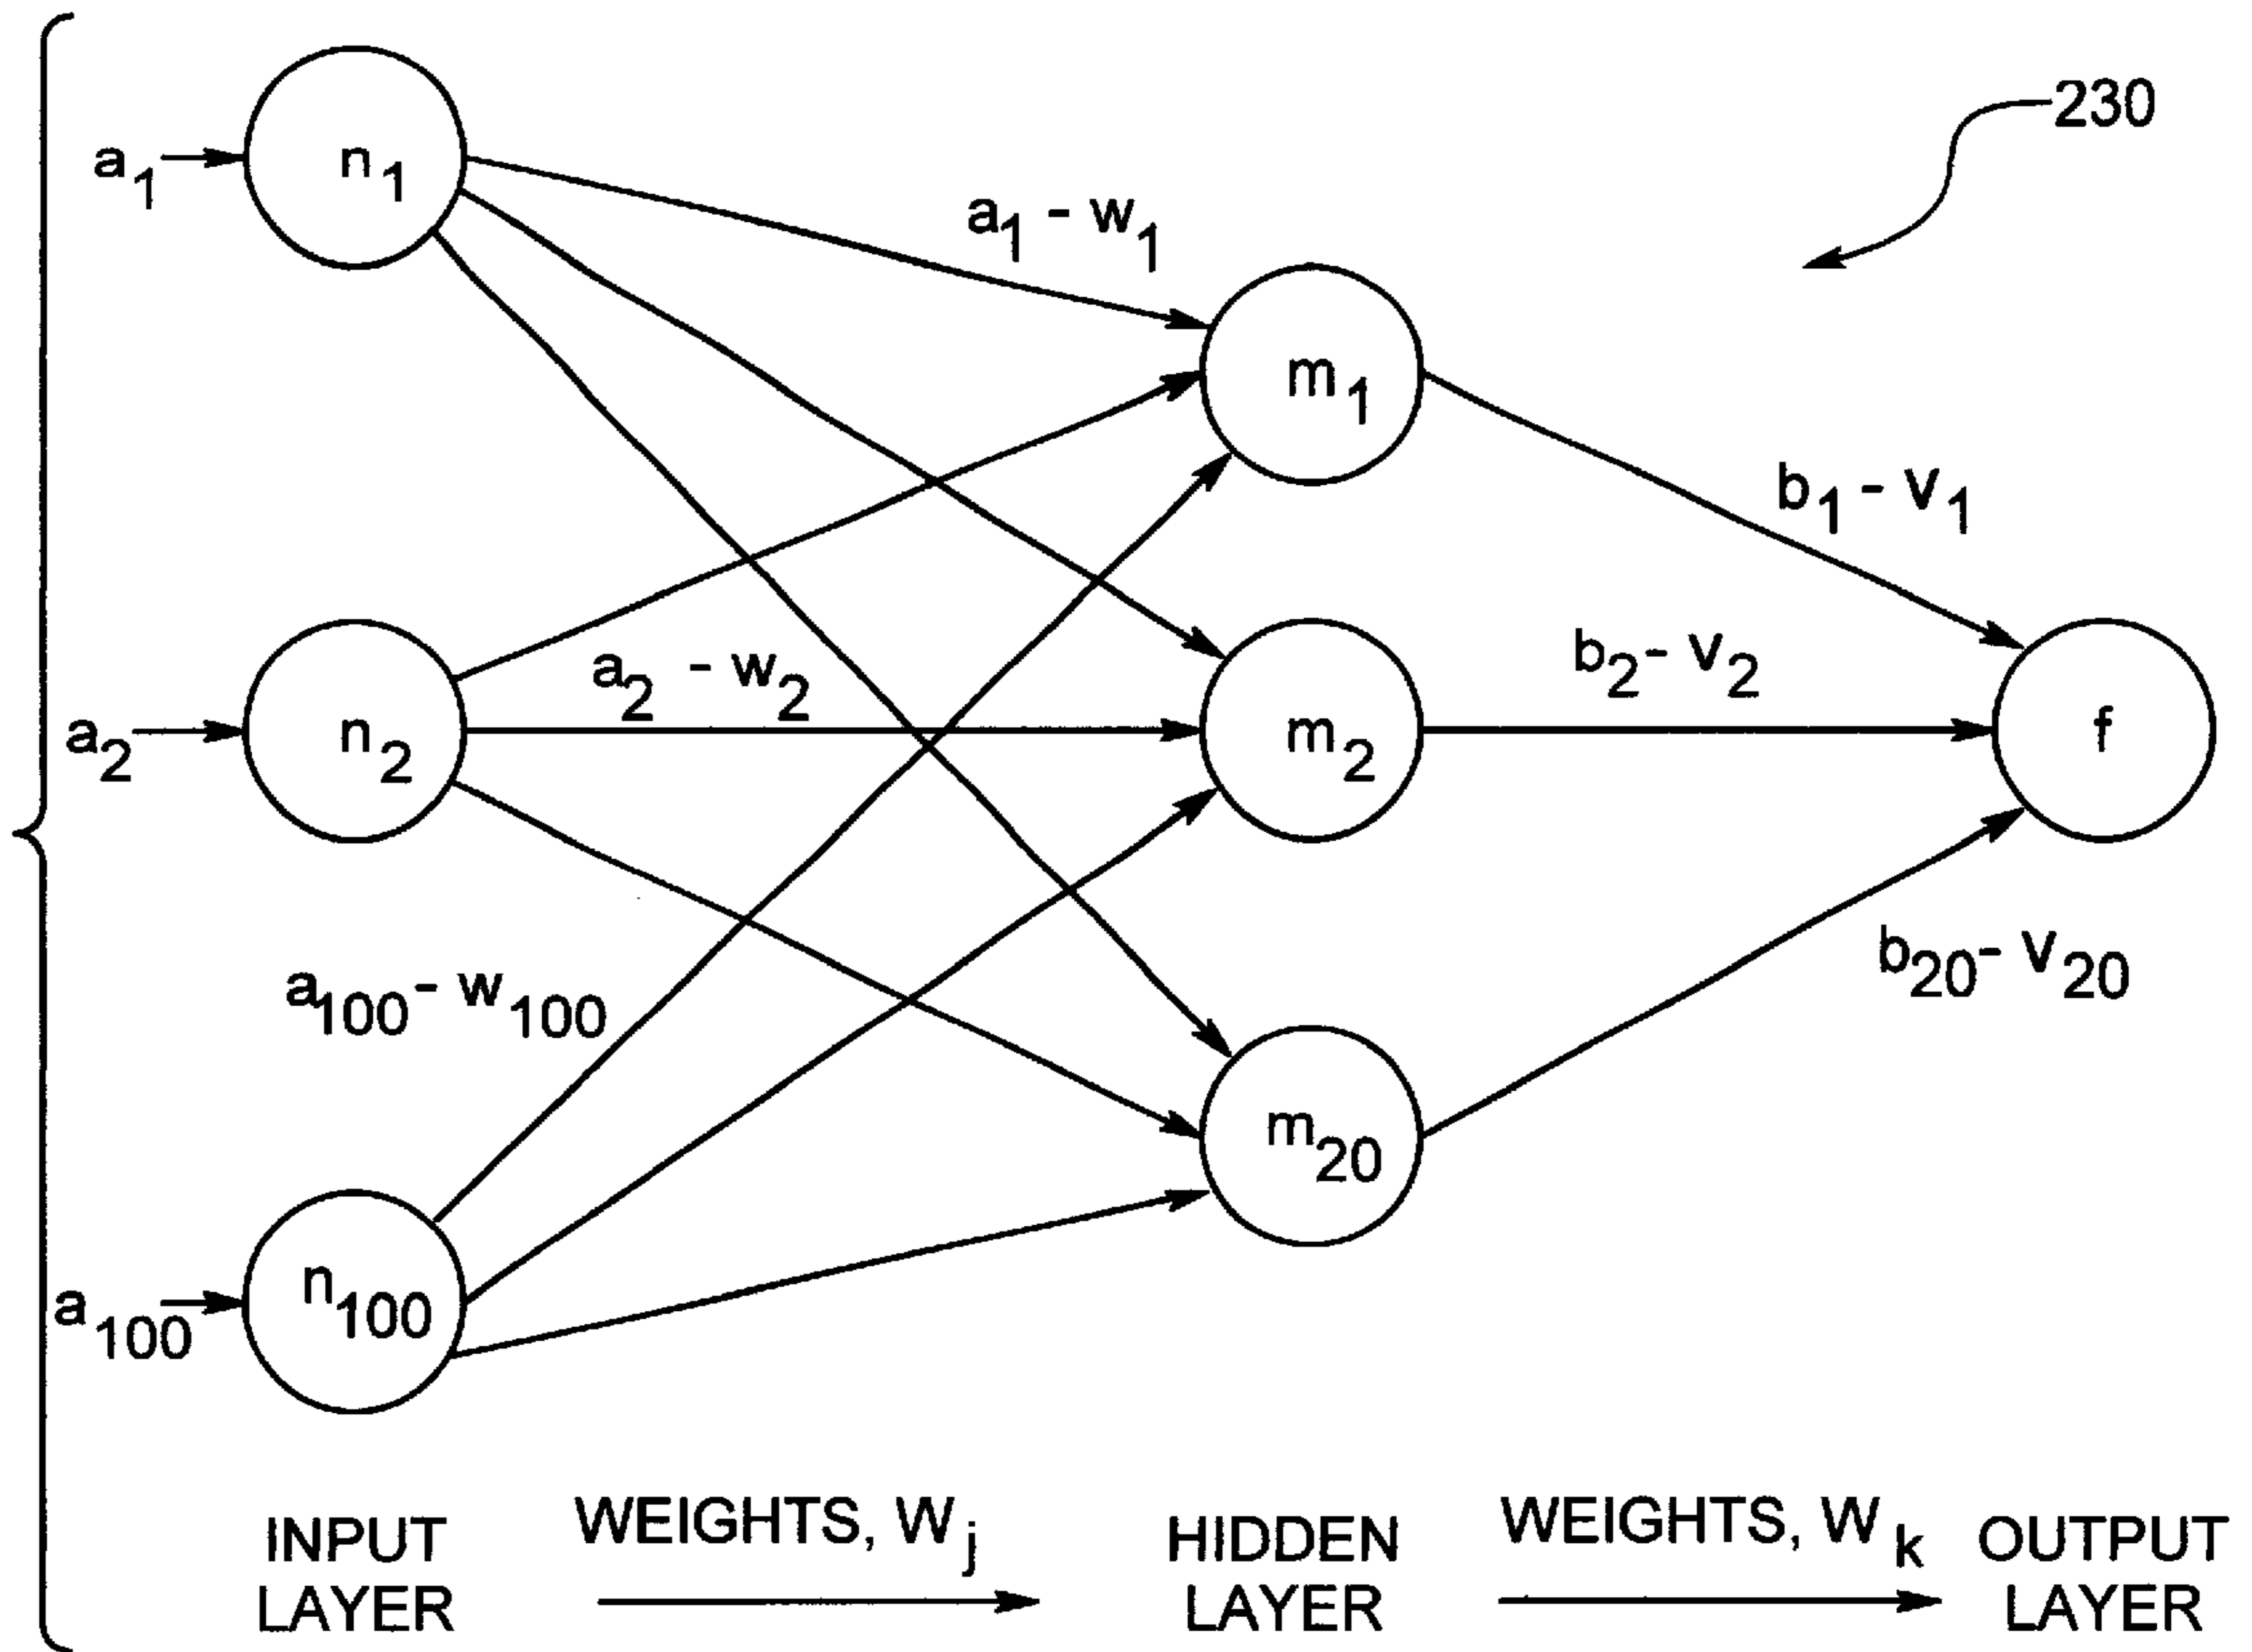 230
a₁
n₁
a₁ - w₁
m₁
b₁ - v₁
a₂
n₂
a₂ - w₂
m₂
b₂ - v₂
f
a₁₀₀ - w₁₀₀
b₂₀ - v₂₀
m₂₀
a₁₀₀
n₁₀₀
INPUT
LAYER
WEIGHTS, Wⱼ
HIDDEN
LAYER
WEIGHTS, Wₖ
OUTPUT
LAYER